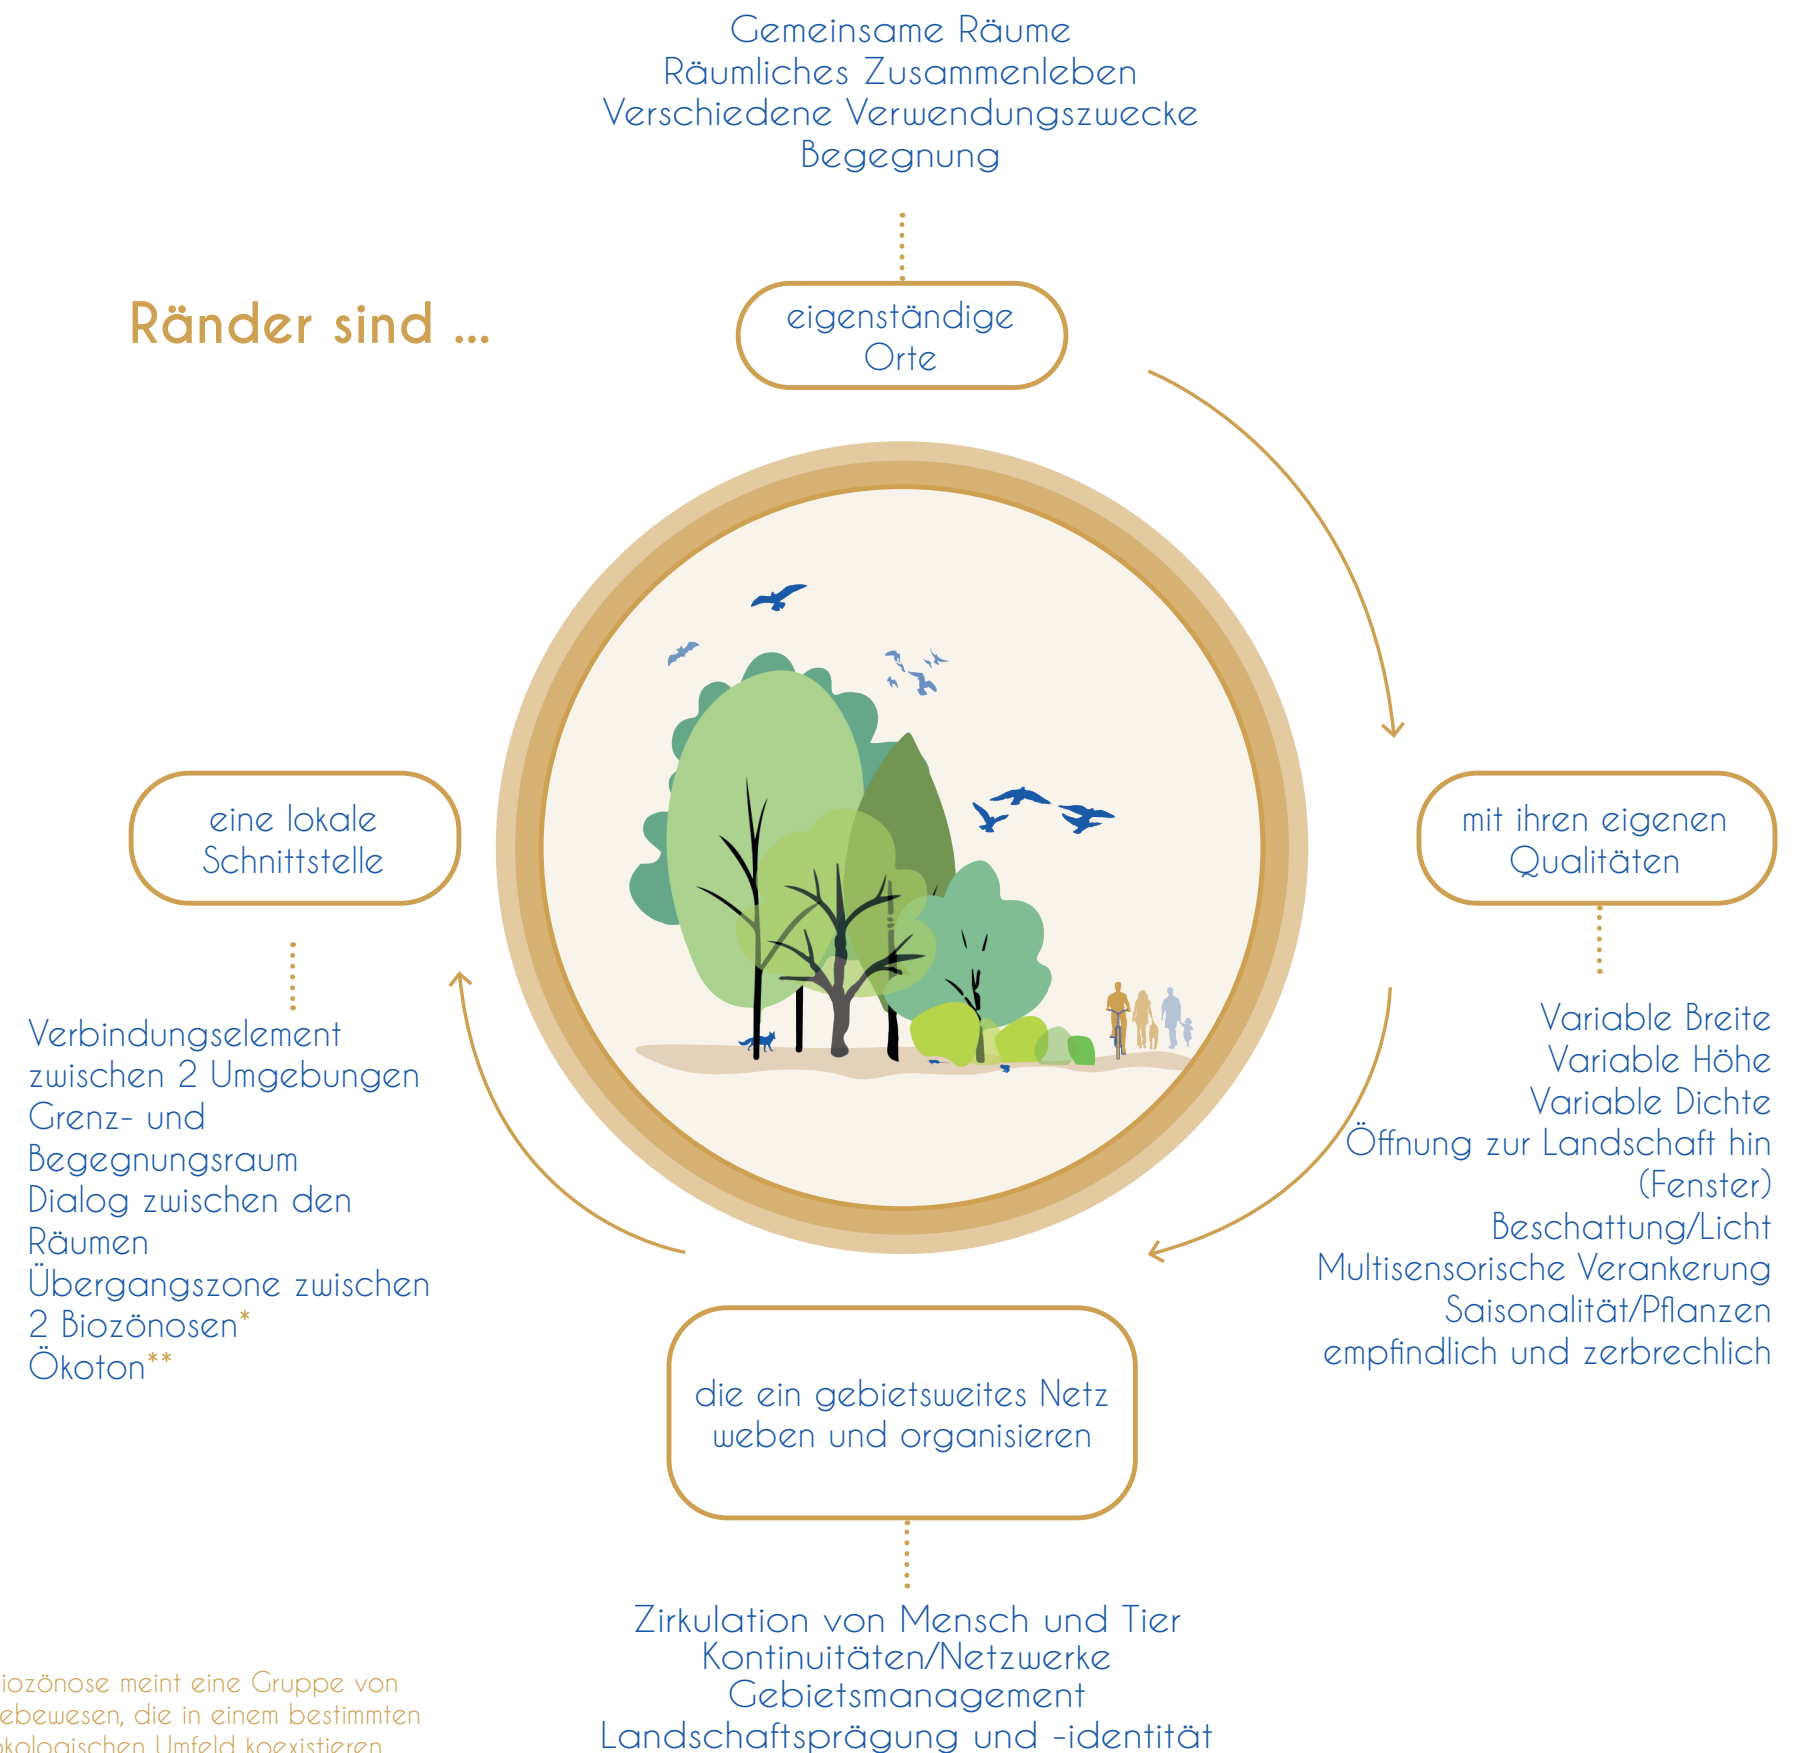 Gemeinsame Räume
Räumliches Zusammenleben
Verschiedene Verwendungszwecke
Begegnung
Ränder sind ...
eigenständige
Orte
mit ihren eigenen
Qualitäten
Variable Breite
Variable Höhe
Variable Dichte
Öffnung zur Landschaft hin
(Fenster)
Beschattung/Licht
Multisensorische Verankerung
Saisonalität/Pflanzen
empfindlich und zerbrechlich
die ein gebietsweites Netz
weben und organisieren
Zirkulation von Mensch und Tier
Kontinuitäten/Netzwerke
Gebietsmanagement
Landschaftsprägung und -identität
eine lokale
Schnittstelle
Verbindungselement
zwischen 2 Umgebungen
Grenz- und
Begegnungsraum
Dialog zwischen den
Räumen
Übergangszone zwischen
2 Biozönosen*
Ökoton**
iozönose meint eine Gruppe von
ebewesen, die in einem bestimmten
kologischen Umfeld koexistieren